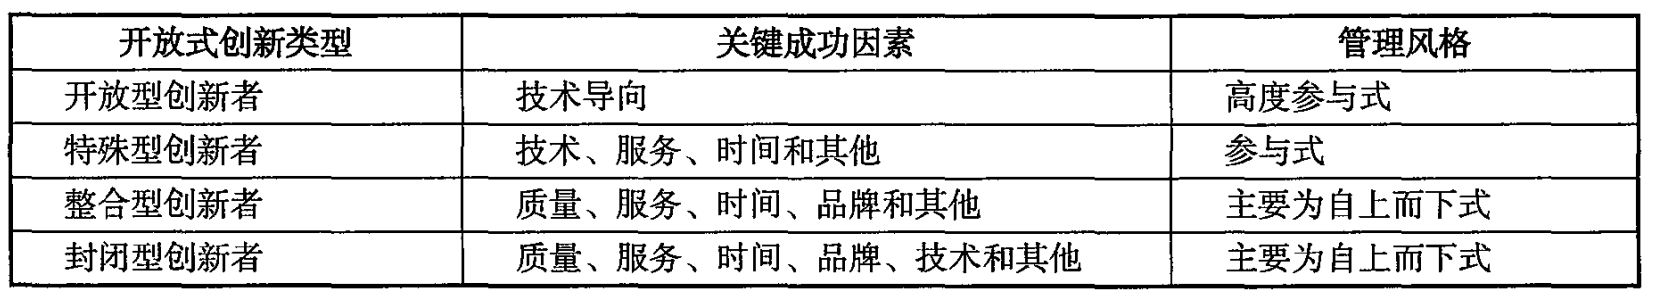 开放式创新类型 关键成功因素 管理风格
开放型创新者 技术导向 高度参与式
特殊型创新者 技术、服务、时间和其他 参与式
整合型创新者 质量、服务、时间、品牌和其他 主要为自上而下式
封闭型创新者 质量、服务、时间、品牌、技术和其他 主要为自上而下式